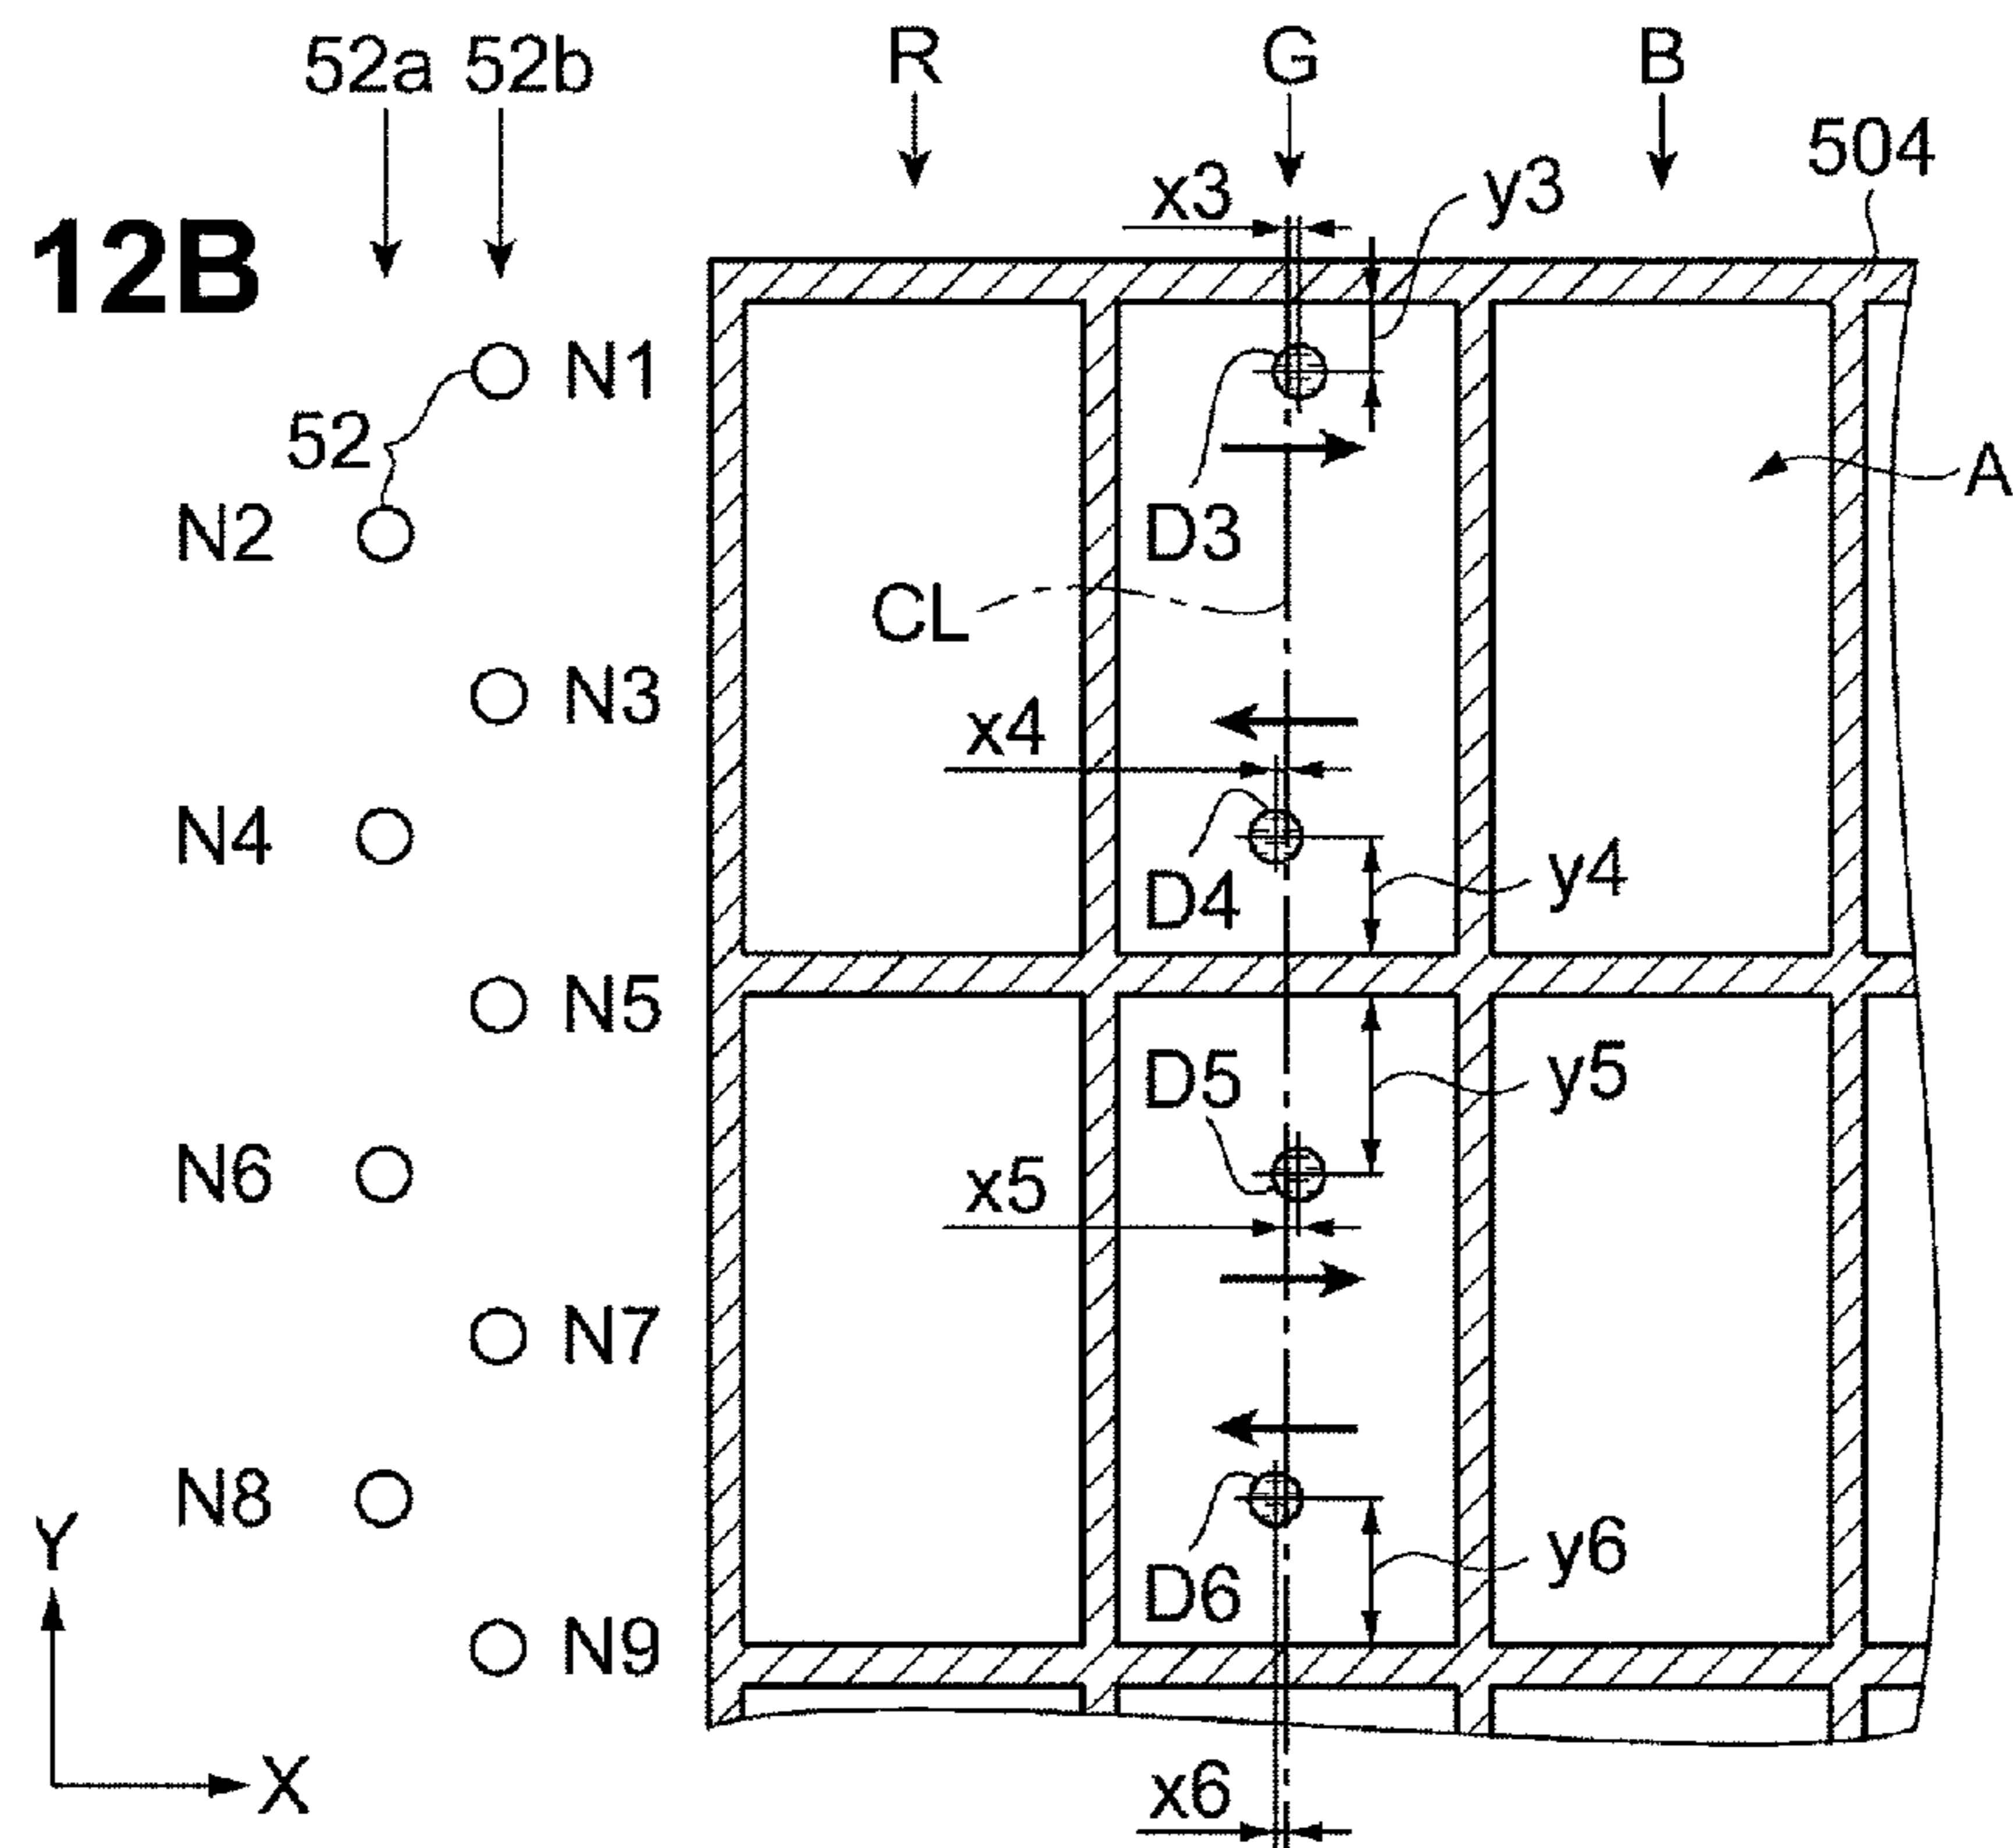 52a 52b R G B
504
x3 y3
12B
N1
52
A
N2 D3
CL
N3
x4
N4 y4
D4
N5
D5 y5
N6 x5
N7
N8
Y
D6 y6
N9
X x6